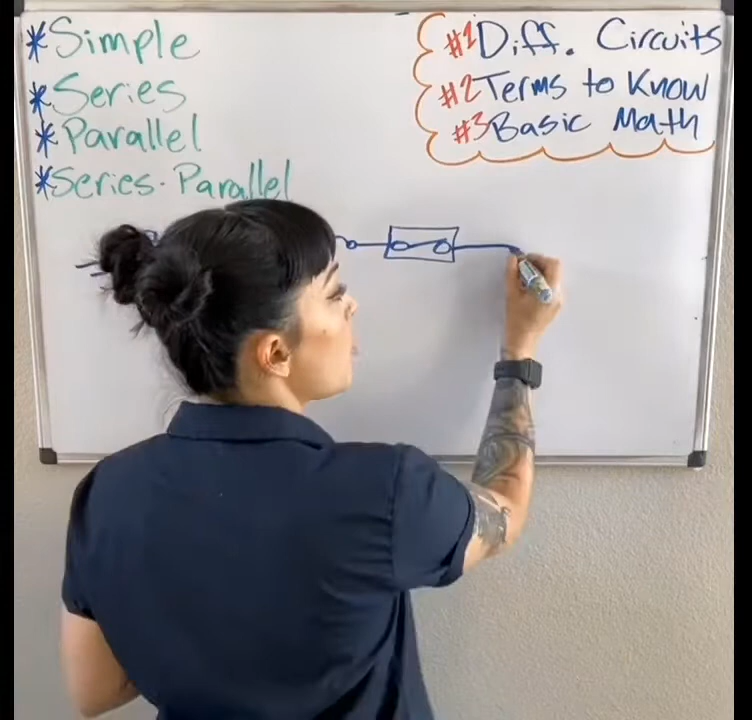 *Simple
*Series
*Parallel
*Series-Parallel
#1 Diff. Circuits
#2 Terms to Know
#3 Basic Math